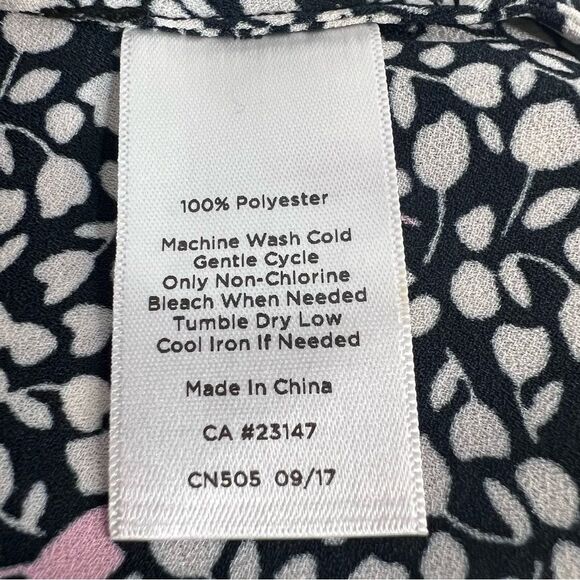 100% Polyester
Machine Wash Cold
Gentle Cycle
Only Non-Chlorine
Bleach When Needed
Tumble Dry Low
Cool Iron If Needed
Made In China
CA #23147
CN505 09/17